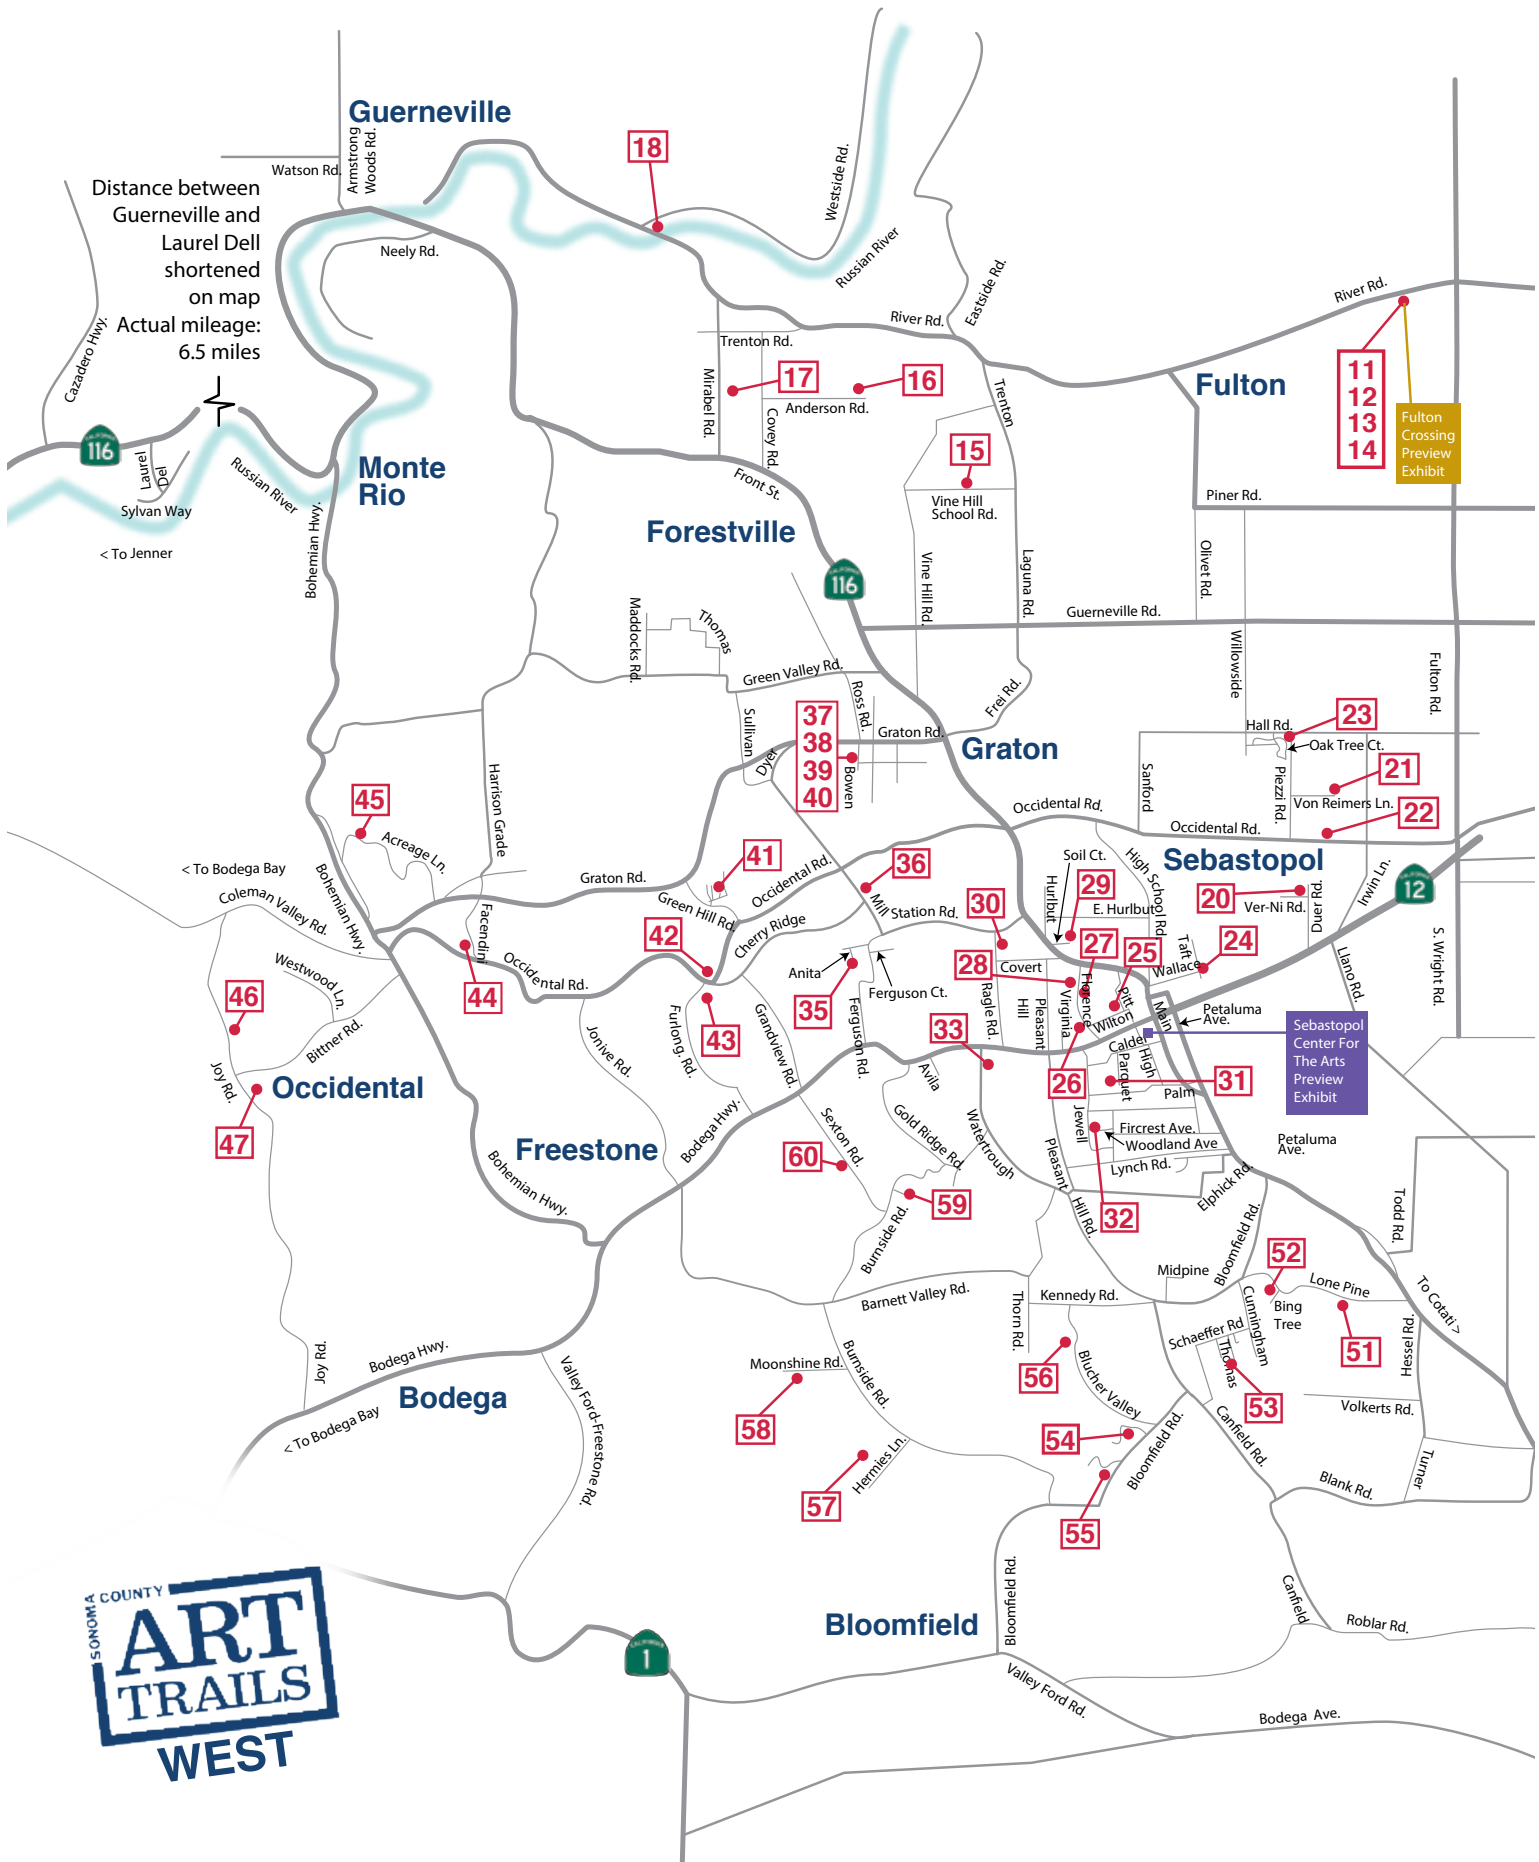 Guerneville
18
Armstrong
Woods Rd.
Watson Rd.
Westside Rd.
Distance between
Guerneville and
Laurel Dell
shortened
on map
Actual mileage:
6.5 miles
Neely Rd.
Russian River
Eastside Rd.
River Rd.
River Rd.
Cazadero Hwy.
Trenton Rd.
Mirabel Rd.
17
16
Anderson Rd.
Covey Rd.
Trenton
Fulton
11
12
13
14
Fulton
Crossing
Preview
Exhibit
CALIFORNIA
116
Laurel
Del
Sylvan Way
Russian River
Monte
Rio
< To Jenner
Bohemian Hwy.
15
Vine Hill
School Rd.
Front St.
Forestville
Piner Rd.
CALIFORNIA
116
Vine Hill Rd.
Laguna Rd.
Olivet Rd.
Guerneville Rd.
Maddocks Rd.
Thomas
Green Valley Rd.
Ross Rd.
Frei Rd.
Willowside
Fulton Rd.
Sullivan
Dyer
37
38
39
40
Bowen
Graton Rd.
Graton
Hall Rd.
23
Oak Tree Ct.
Sanford
Piezzi Rd.
21
Von Reimers Ln.
22
Harrison Grade
45
Acreage Ln.
Occidental Rd.
Occidental Rd.
Sebastopol
< To Bodega Bay
Coleman Valley Rd.
Bohemian Hwy.
Graton Rd.
41
Green Hill Rd.
Occidental Rd.
36
Mill
Station Rd.
30
Soil Ct.
Hurlbut
29
E. Hurlbut
High School Rd.
20
Ver-Ni Rd.
Duer Rd.
Irwin Ln.
CALIFORNIA
12
Facendini
Occidental Rd.
44
42
Cherry Ridge
Anita
35
Ferguson Ct.
Ferguson Rd.
28
Covert
27
25
Taft
Wallace
24
Llano Rd.
S. Wright Rd.
Westwood Ln.
46
Bittner Rd.
Joy Rd.
47
Occidental
Jonive Rd.
Furlong. Rd.
43
Grandview Rd.
33
Ragle Rd.
Pleasant
Hill
Virginia
Florence
Pitt.
Wilton
Main
Petaluma
Ave.
Sebastopol
Center For
The Arts
Preview
Exhibit
Calder
High
Parquet
26
31
Palm
Avila
Gold Ridge Rd.
Watertrough
Jewell
Fircrest Ave.
Woodland Ave
Lynch Rd.
Petaluma
Ave.
Elphick Rd.
Freestone
Bohemian Hwy.
Bodega Hwy.
Sexton Rd.
60
59
Burnside Rd.
Pleasant
Hill Rd.
32
Bloomfield Rd.
Todd Rd.
To Cotati >
Barnett Valley Rd.
Thorn Rd.
Kennedy Rd.
Midpine
52
Bing
Tree
Lone Pine
51
Cunningham
Schaeffer Rd
Thomas
53
Hessel Rd.
Volkerts Rd.
Joy Rd.
Bodega Hwy.
Bodega
< To Bodega Bay
Valley Ford-Freestone Rd.
Moonshine Rd.
58
Burnside Rd.
57
Hermies Ln.
56
Blucher Valley
54
55
Bloomfield Rd.
Canfield Rd.
Blank Rd.
Turner
SONOMA
COUNTY
ART
TRAILS
WEST
CALIFORNIA
1
Bloomfield
Bloomfield Rd.
Valley Ford Rd.
Canfield
Roblar Rd.
Bodega Ave.